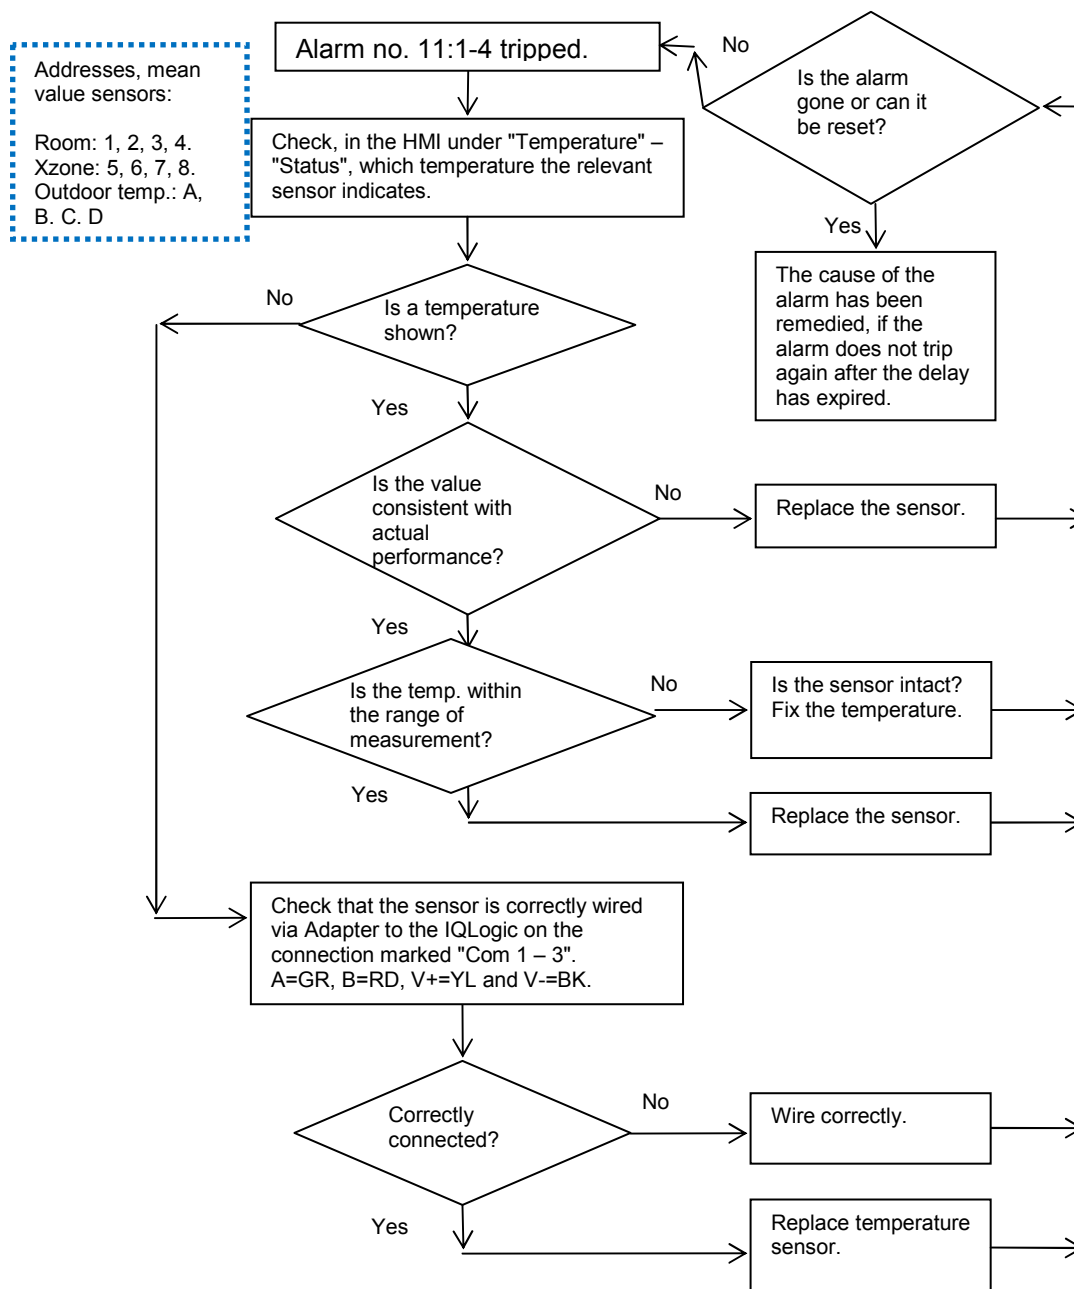 Alarm no. 11:1-4 tripped.
Addresses, mean
value sensors:
Room: 1, 2, 3, 4.
Xzone: 5, 6, 7, 8.
Outdoor temp.: A,
B. C. D
No
Is the alarm
gone or can it
be reset?
Check, in the HMI under "Temperature" –
"Status", which temperature the relevant
sensor indicates.
Yes
The cause of the
alarm has been
remedied, if the
alarm does not trip
again after the delay
has expired.
No
Is a temperature
shown?
Yes
Is the value
consistent with
actual
performance?
No
Replace the sensor.
Yes
Is the temp. within
the range of
measurement?
No
Is the sensor intact?
Fix the temperature.
Yes
Replace the sensor.
Check that the sensor is correctly wired
via Adapter to the IQLogic on the
connection marked "Com 1 – 3".
A=GR, B=RD, V+=YL and V-=BK.
Correctly
connected?
No
Wire correctly.
Yes
Replace temperature
sensor.